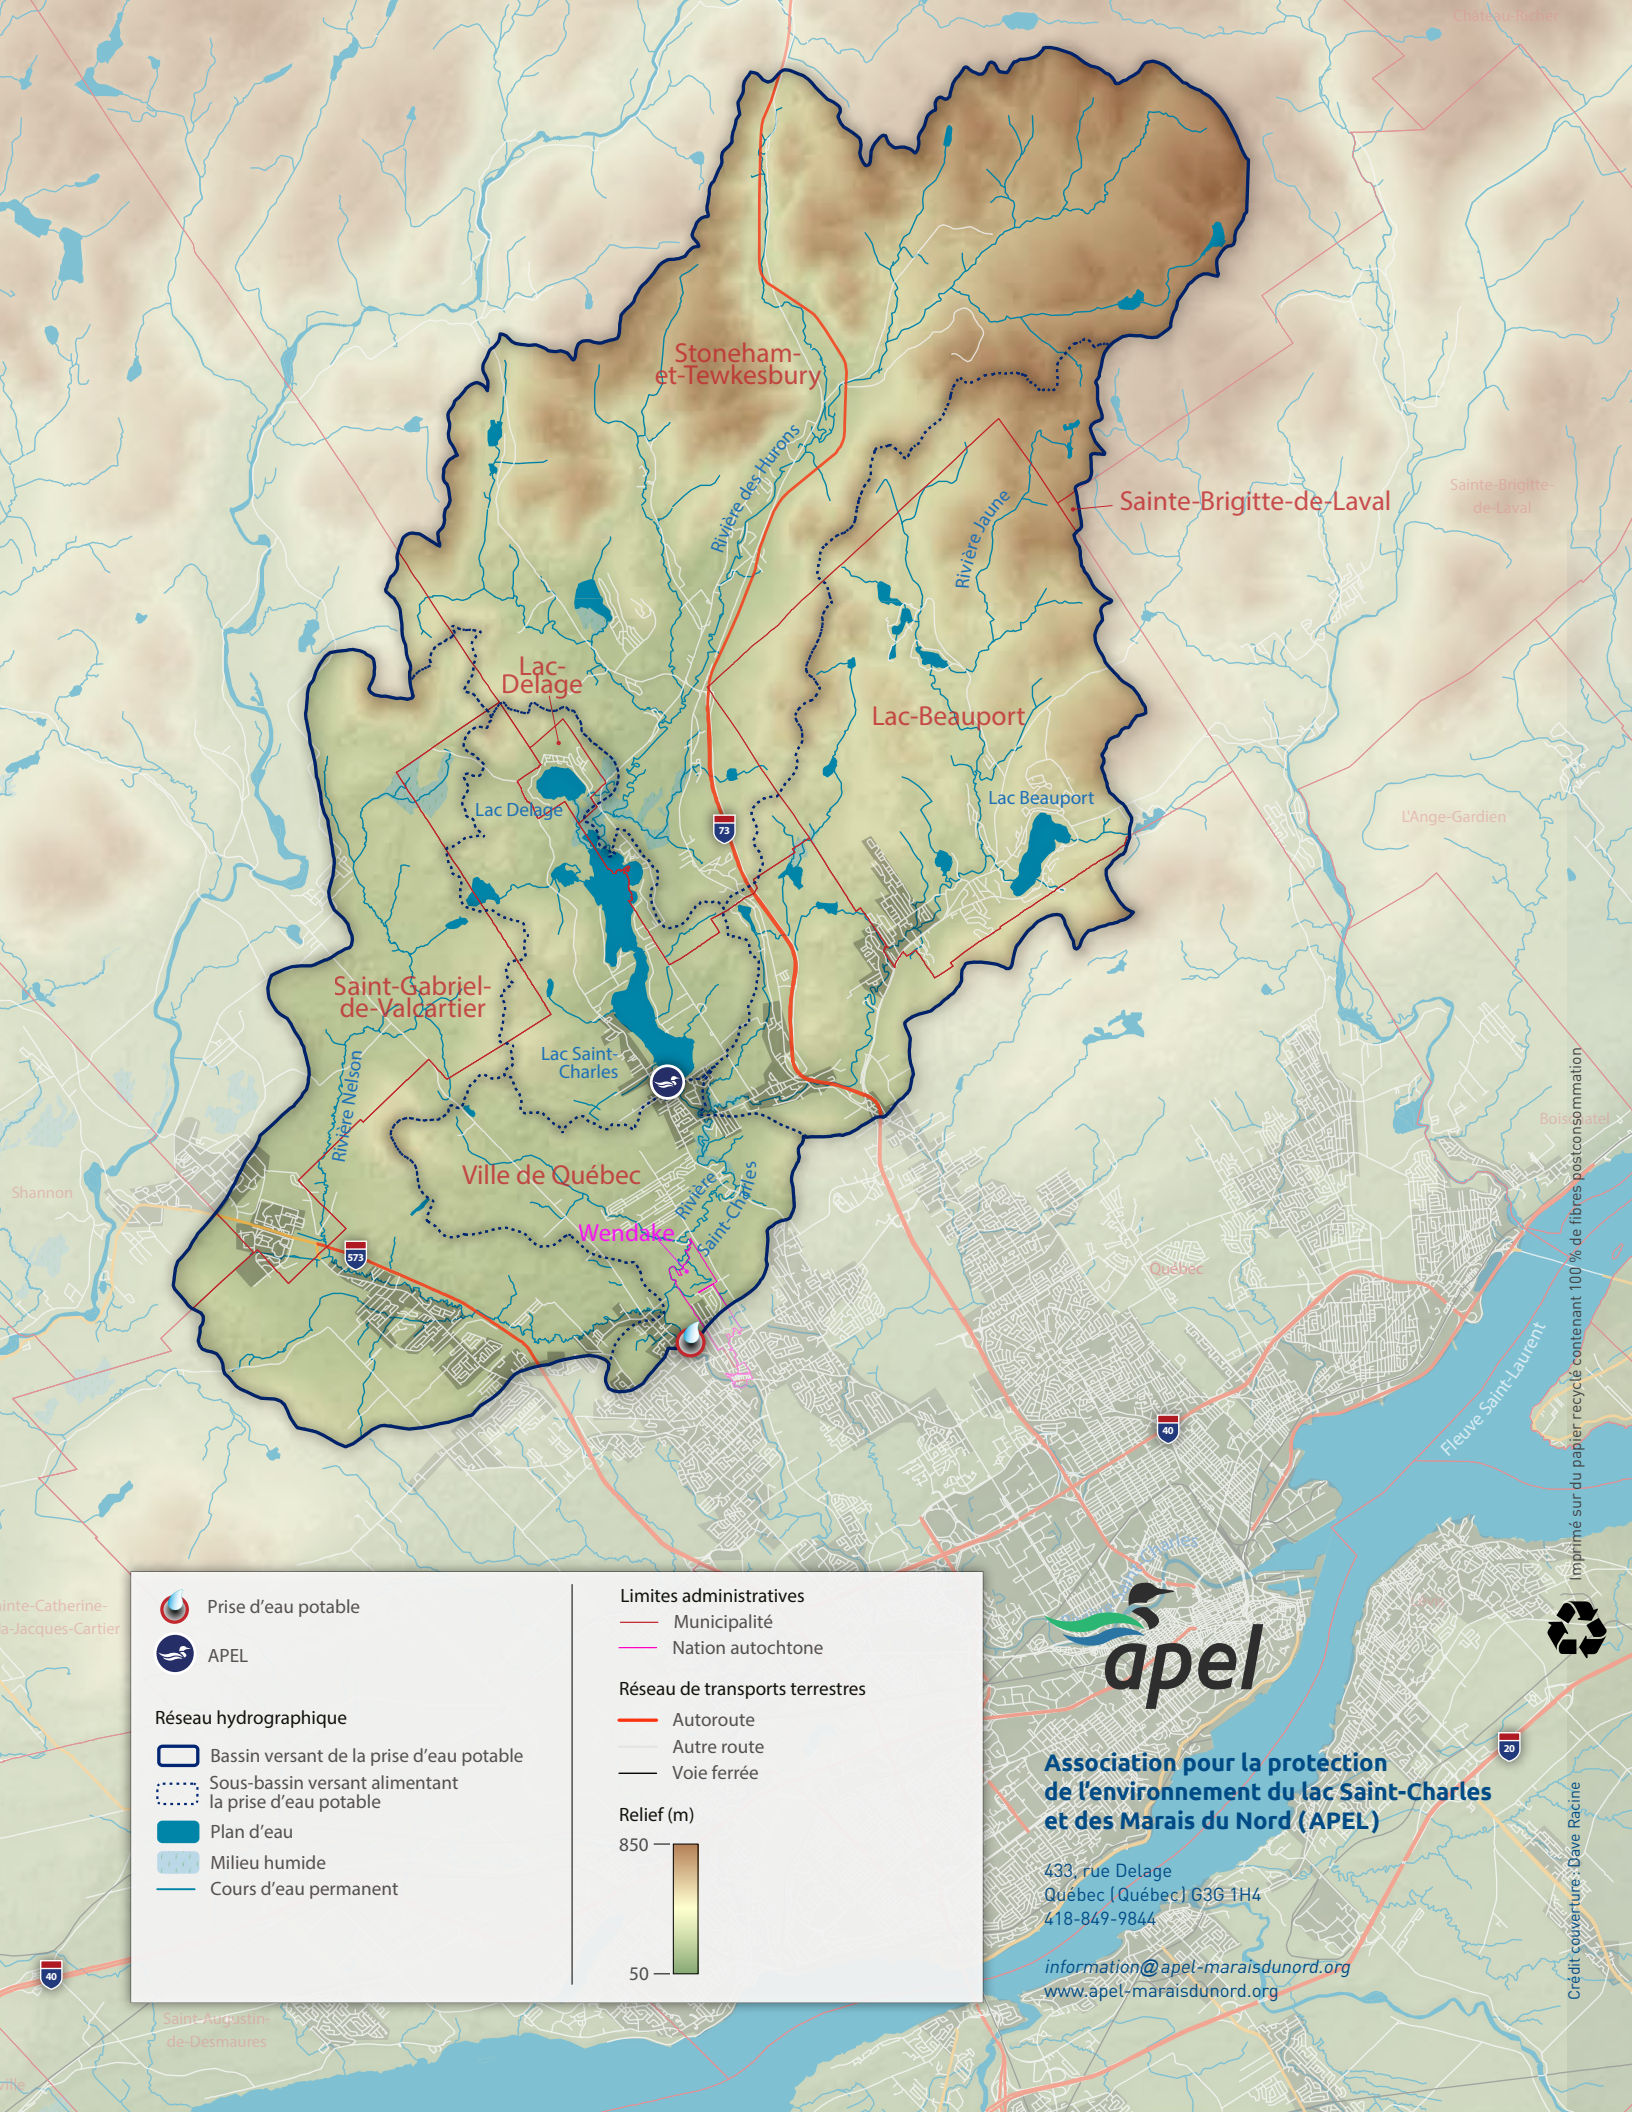 Château-Richer
Stoneham-
et-Tewkesbury
Rivière des Hurons
Sainte-Brigitte-de-Laval
Sainte-Brigitte-
de-Laval
Rivière Jaune
Lac-
Delage
Lac-Beauport
Lac Delage
Lac Beauport
L'Ange-Gardien
73
Saint-Gabriel-
de-Valcartier
Lac Saint-
Charles
Rivière Nelson
Ville de Québec
Rivière
Saint-Charles
Wendake
Shannon
573
Québec
40
Fleuve Saint-Laurent
Imprimé sur du papier recyclé contenant 100 % de fibres postconsommation
Prise d'eau potable
APEL
Réseau hydrographique
Bassin versant de la prise d'eau potable
Sous-bassin versant alimentant
la prise d'eau potable
Plan d'eau
Milieu humide
Cours d'eau permanent
Limites administratives
Municipalité
Nation autochtone
Réseau de transports terrestres
Autoroute
Autre route
Voie ferrée
Relief (m)
850
50
apel
20
Association pour la protection
de l'environnement du lac Saint-Charles
et des Marais du Nord (APEL)
433, rue Delage
Québec (Québec) G3G 1H4
418-849-9844
information@apel-maraisdunord.org
www.apel-maraisdunord.org
Crédit couverture : Dave Racine
40
Saint-Augustin-
de-Desmaures